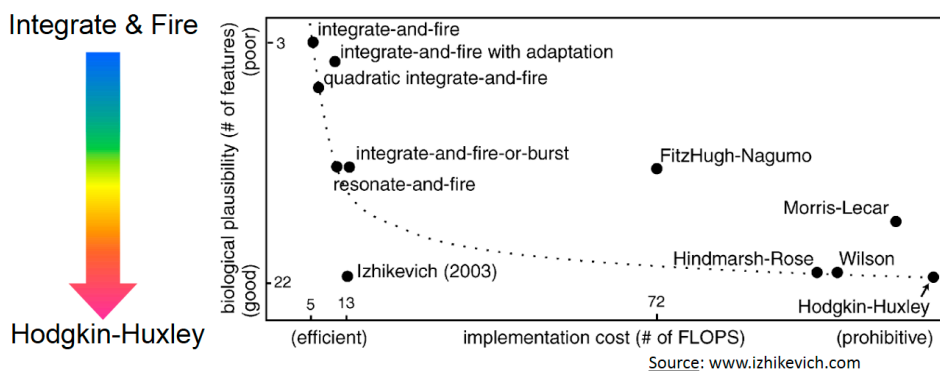 Integrate & Fire
Hodgkin-Huxley
biological plausibility (# of features)
(poor)
(good)
3
22
integrate-and-fire
integrate-and-fire with adaptation
quadratic integrate-and-fire
integrate-and-fire-or-burst
resonate-and-fire
FitzHugh-Nagumo
Morris-Lecar
Hindmarsh-Rose
Wilson
Izhikevich (2003)
Hodgkin-Huxley
5
13
72
(efficient)
implementation cost (# of FLOPS)
(prohibitive)
Source: www.izhikevich.com